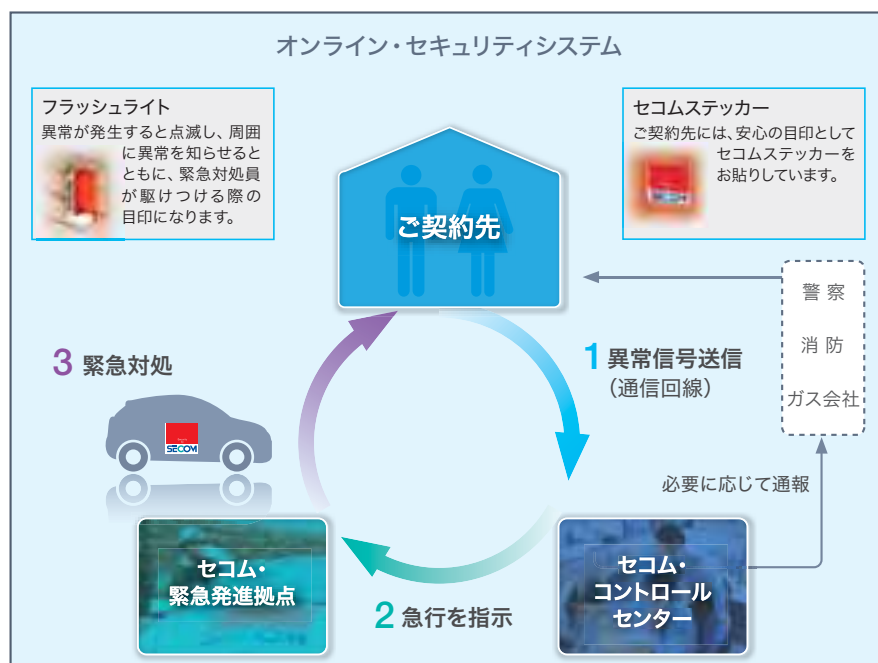 オンライン・セキュリティシステム
フラッシュライト
異常が発生すると点滅し、周囲
に異常を知らせると
ともに、緊急対処員
が駆けつける際の
目印になります。
セコムステッカー
ご契約先には、安心の目印として
セコムステッカーを
お貼りしています。
ご契約先
警察
消防
ガス会社
1 異常信号送信
（通信回線）
3 緊急対処
SECOM
必要に応じて通報
セコム・
緊急発進拠点
2 急行を指示
セコム・
コントロール
センター